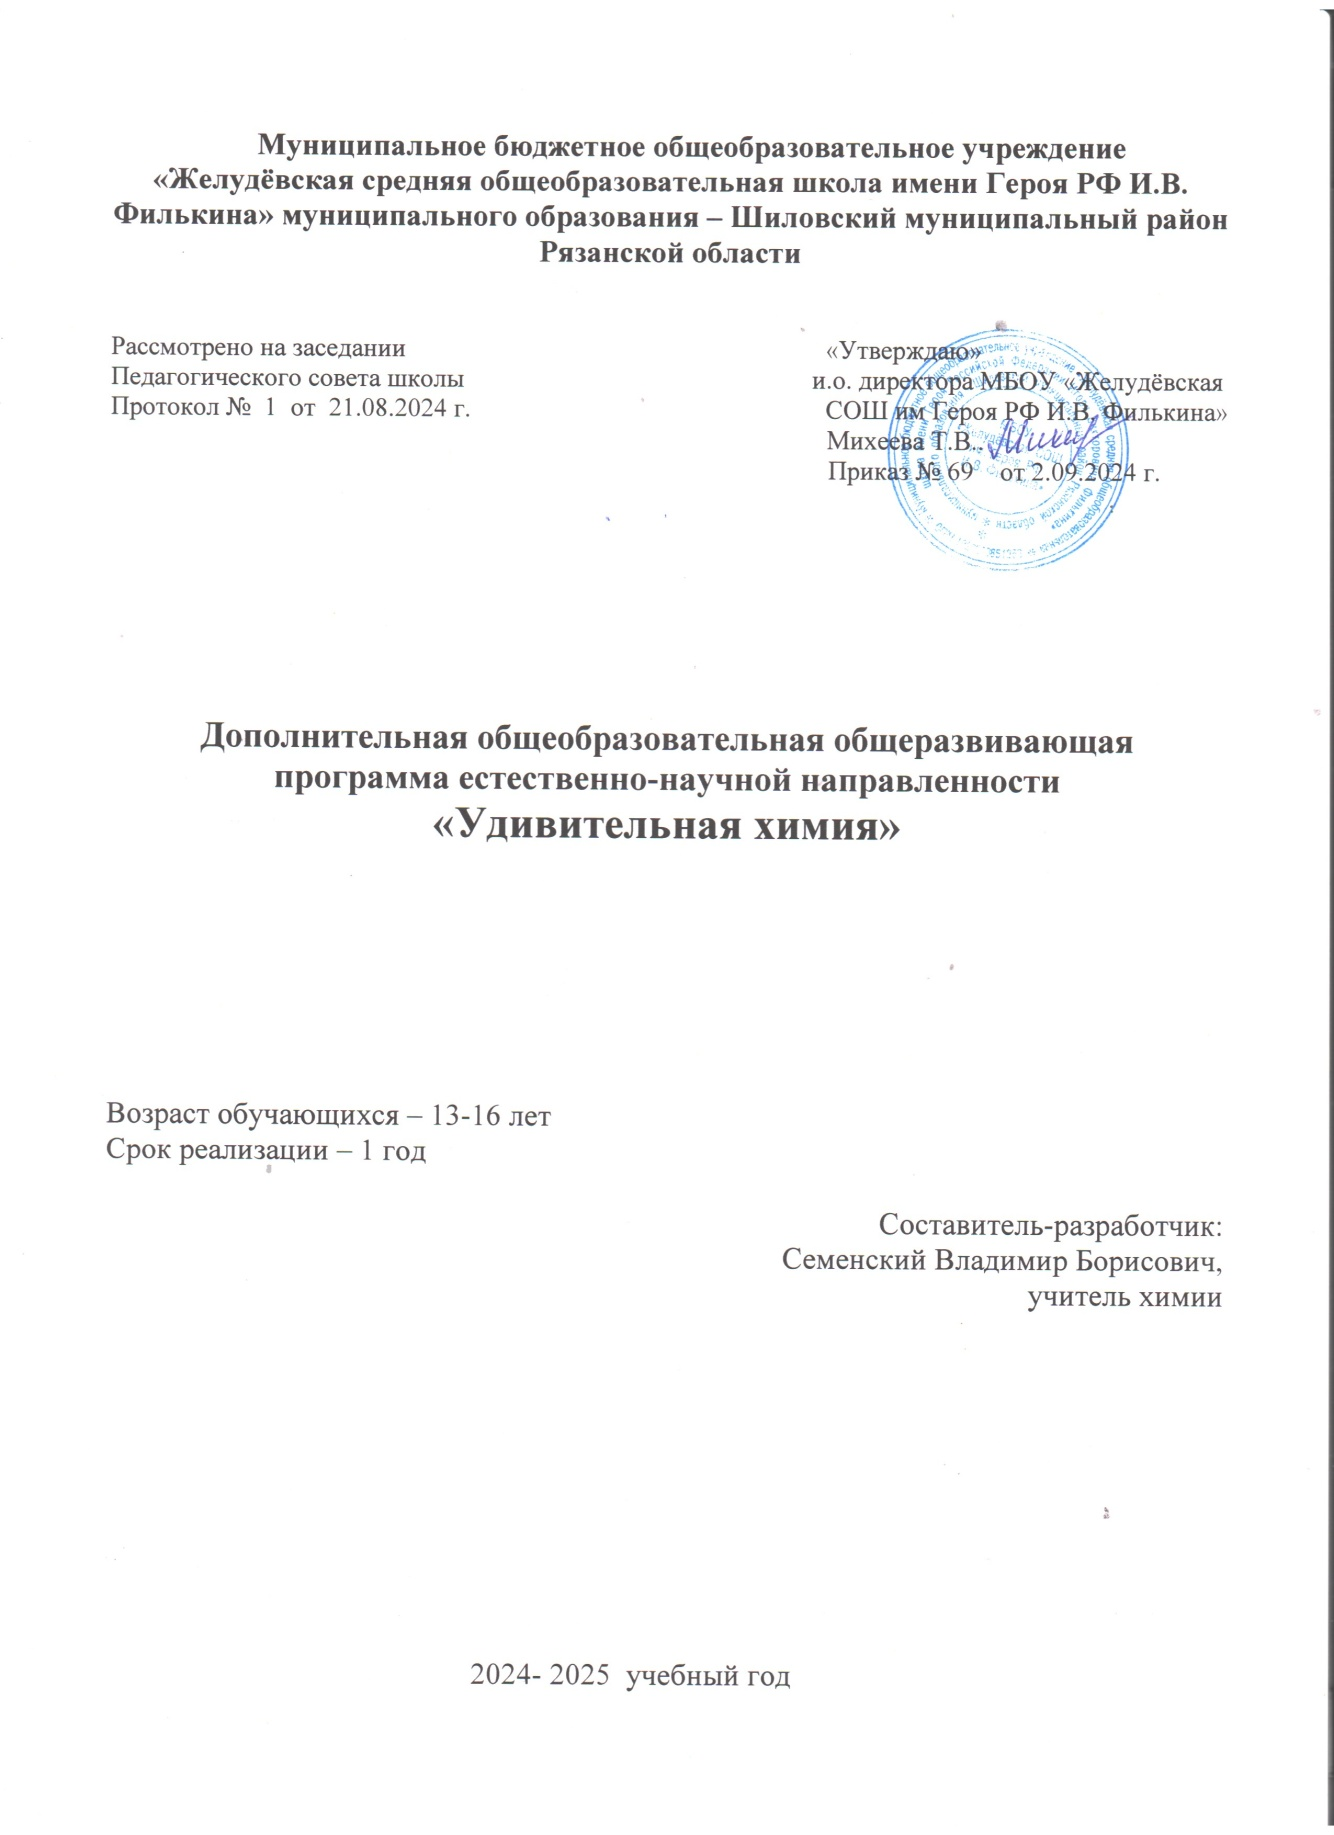 Муниципальное бюджетное общеобразовательное учреждение
«Желудёвская средняя общеобразовательная школа имени Героя РФ И.В.
Филькина» муниципального образования – Шиловский муниципальный район
Рязанской области
Рассмотрено на заседании
Педагогического совета школы
Протокол № 1 от 21.08.2024 г.
«Утверждаю»
и.о. директора МБОУ «Желудёвская
СОШ им Героя РФ И.В. Филькина»
Михеева Т.В..
Приказ № 69 от 2.09.2024 г.
Дополнительная общеобразовательная общеразвивающая
программа естественно-научной направленности
«Удивительная химия»
Возраст обучающихся – 13-16 лет
Срок реализации – 1 год
Составитель-разработчик:
Семенский Владимир Борисович,
учитель химии
2024- 2025 учебный год